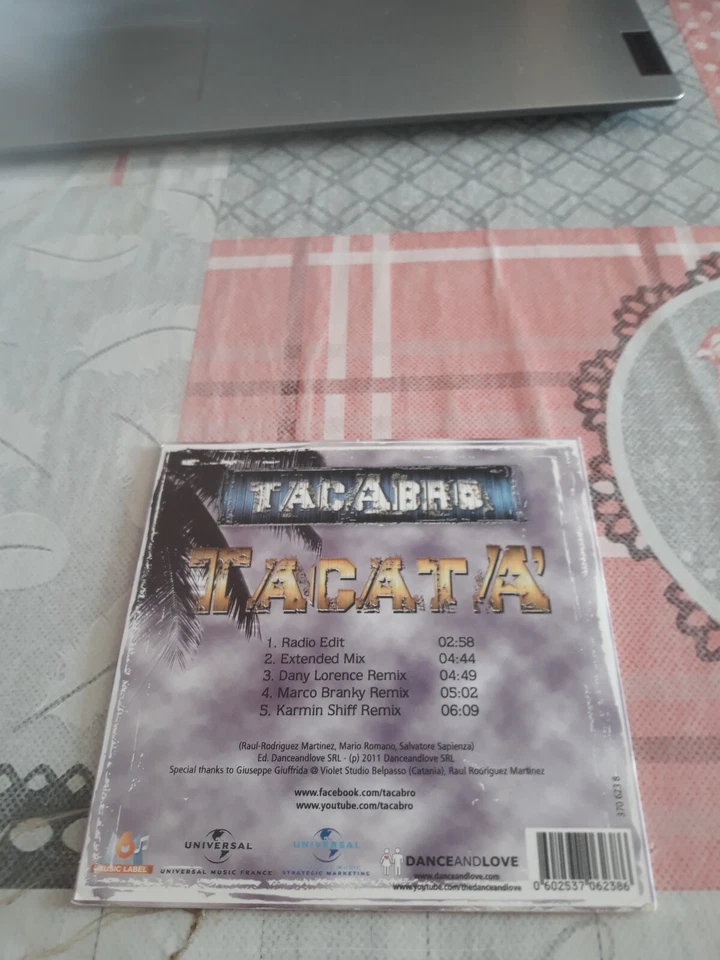 TACABRO
TACATA'
1. Radio Edit 02:58
2. Extended Mix 04:44
3. Dany Lorence Remix 04:49
4. Marco Branky Remix 05:02
5. Karmin Shiff Remix 06:09
(Raul Rodriguez Martinez, Mario Romano, Salvatore Sapienza)
Ed. Danceandlove SRL - (p) 2011 Danceandlove SRL
Special thanks to Giuseppe Giuffrida @ Violet Studio Belpasso (Catania), Raul Rodriguez Martinez
www.facebook.com/tacabro
www.youtube.com/tacabro
370 623 8
6
MUSIC LABEL
UNIVERSAL
UNIVERSAL MUSIC FRANCE
UNIVERSAL
STRATEGIC MARKETING
DANCEANDLOVE
www.danceandlove.com
www.youtube.com/thedanceandlove
0 602537 062386